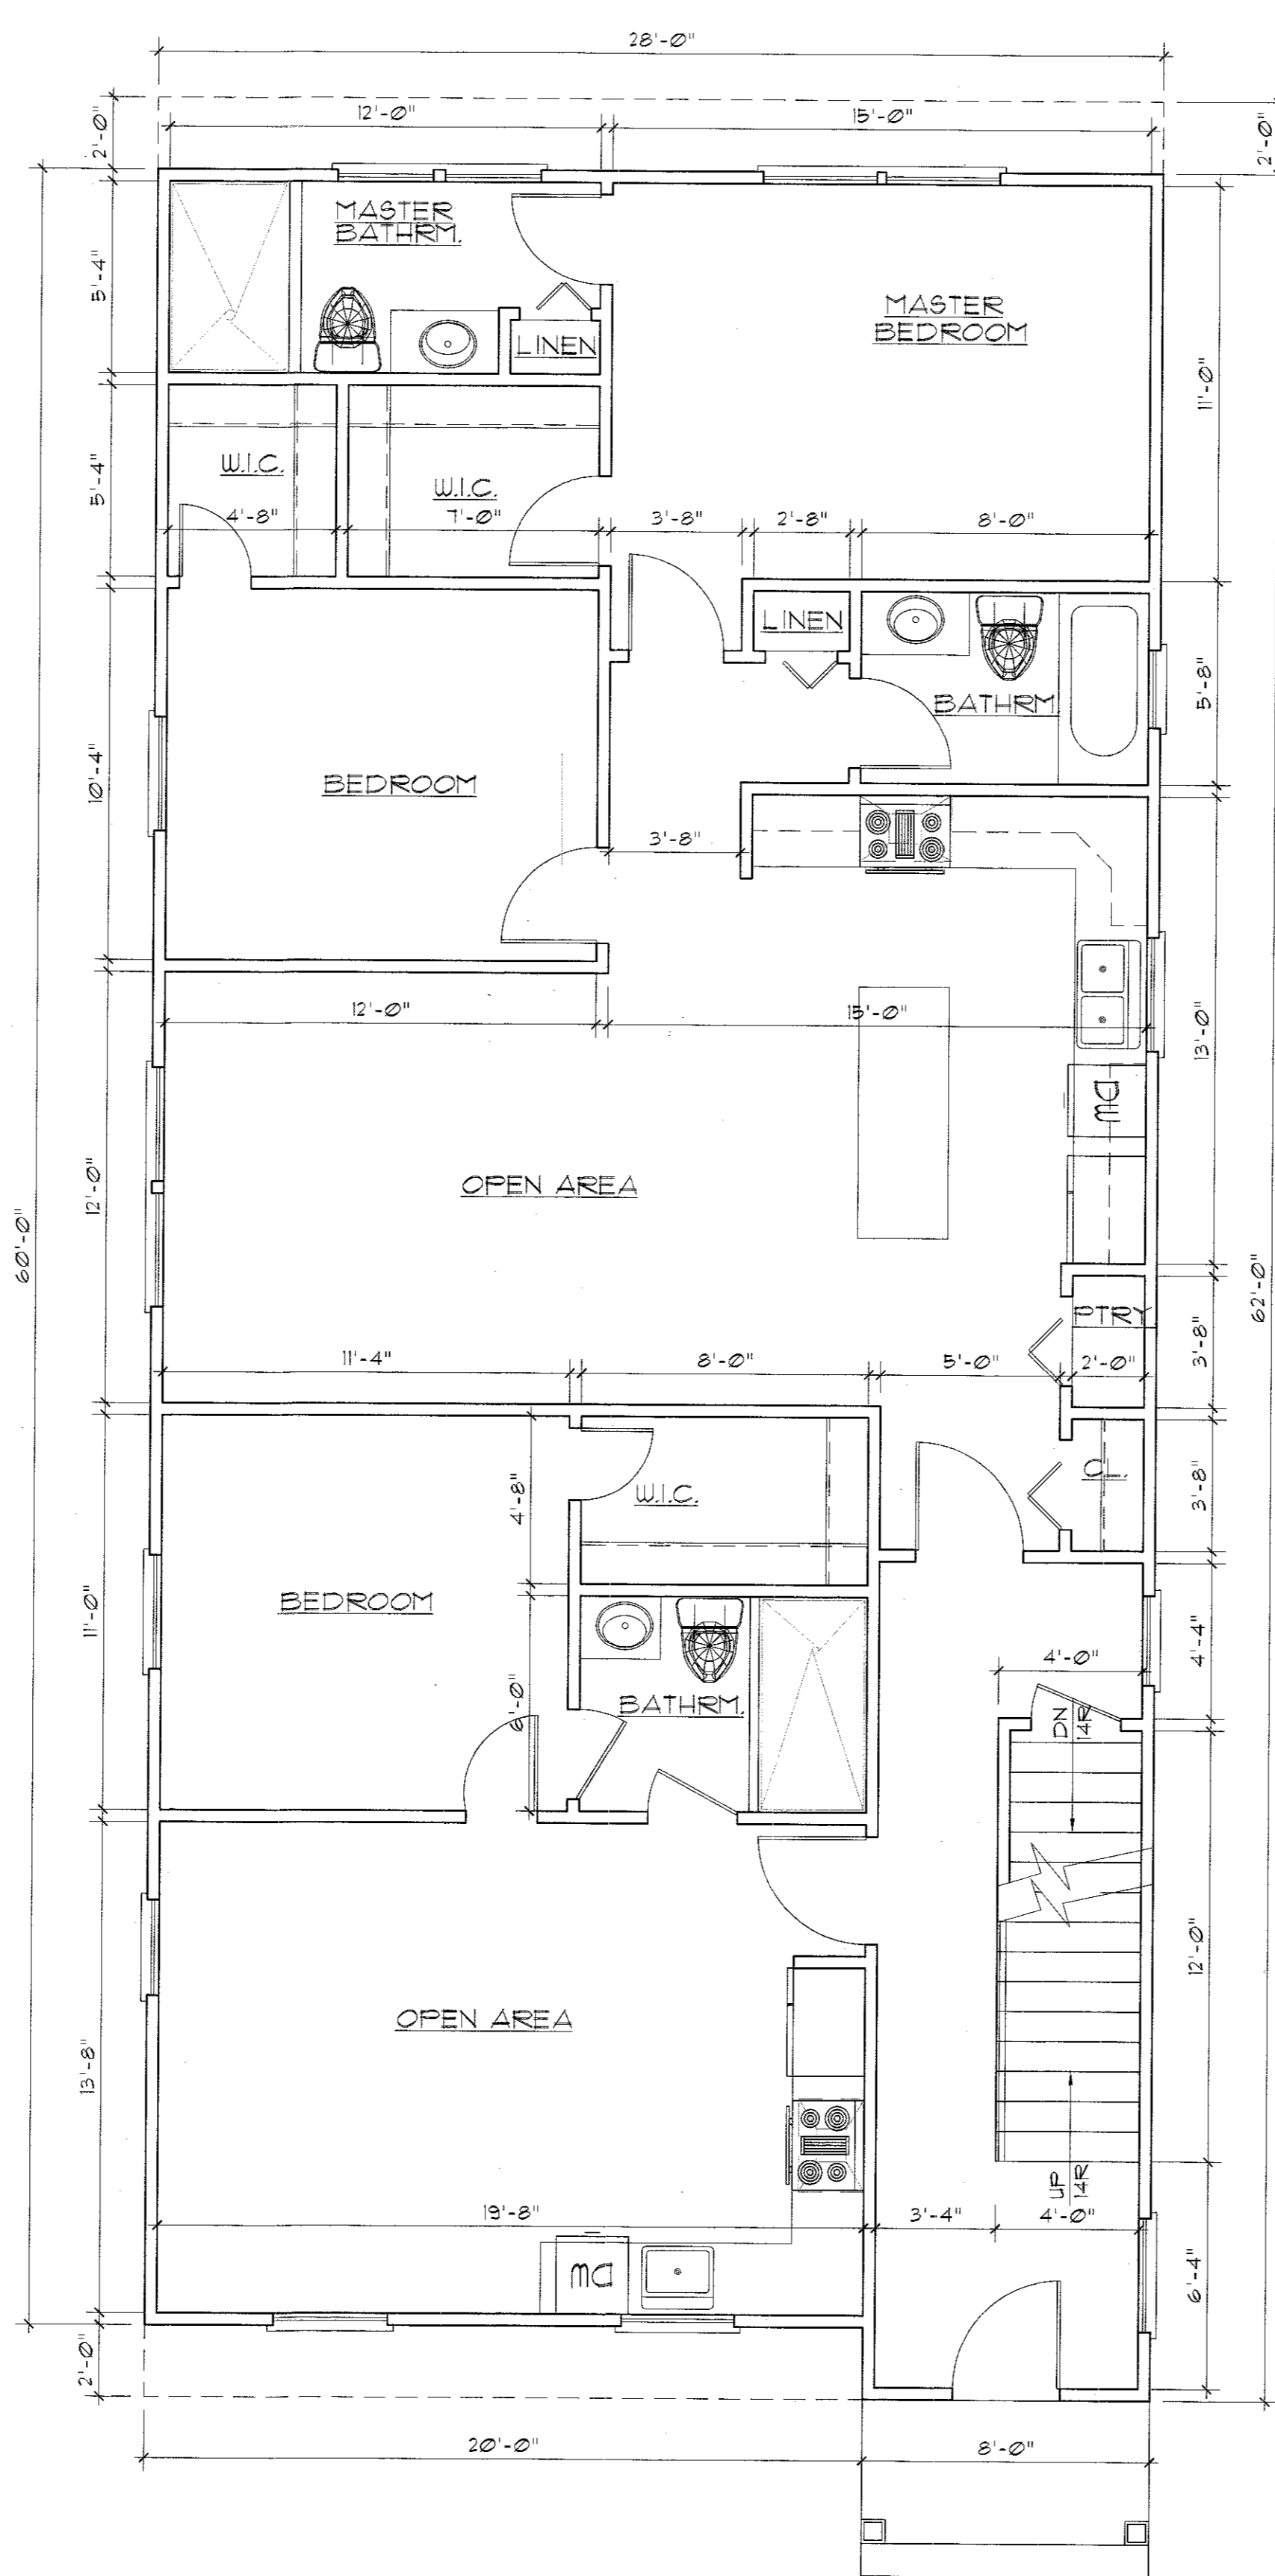 28'-0"
2'-0"
12'-0"
15'-0"
2'-0"
MASTER
BATHRM.
5'-4"
LINEN
MASTER
BEDROOM
11'-0"
5'-4"
W.I.C.
W.I.C.
4'-8"
7'-0"
3'-8"
2'-8"
8'-0"
LINEN
BATHRM.
5'-8"
10'-4"
BEDROOM
3'-8"
12'-0"
15'-0"
13'-0"
DW
12'-0"
OPEN AREA
60'-0"
62'-0"
PTRY
3'-8"
11'-4"
8'-0"
5'-0"
2'-0"
4'-8"
W.I.C.
CL.
3'-8"
11'-0"
BEDROOM
6'-0"
BATHRM.
4'-4"
4'-0"
DN
14R
12'-0"
13'-8"
OPEN AREA
UP
14R
19'-8"
3'-4"
4'-0"
DW
6'-4"
2'-0"
20'-0"
8'-0"